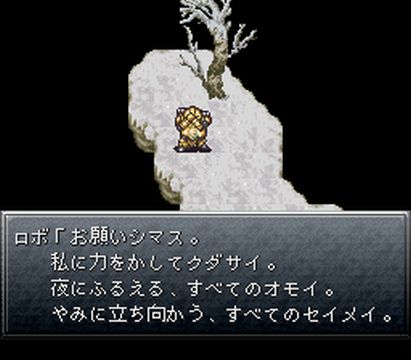 ロボ「お願いシマス。
私に力をかしてクダサイ。
夜にふるえる、すべてのオモイ。
やみに立ち向かう、すべてのセイメイ。